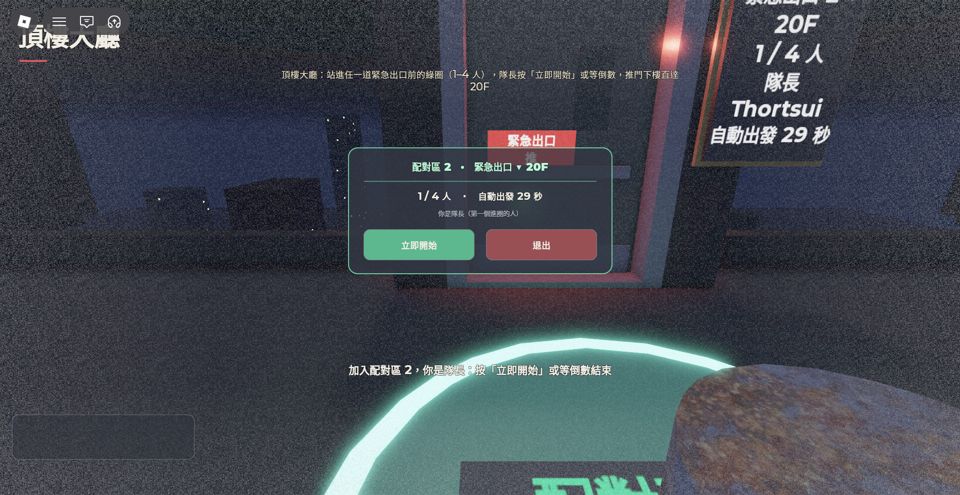 頂樓大廳
頂樓大廳：站進任一道緊急出口前的綠圈（1–4 人），隊長按「立即開始」或等倒數，推門下樓直達
20F
緊急出口
20F
1 / 4 人
隊長
Thortsui
自動出發 29 秒
緊急出口
推
配對區 2 • 緊急出口 ▼ 20F
1 / 4 人 • 自動出發 29 秒
你是隊長（第一個進圈的人）
立即開始
退出
加入配對區 2，你是隊長：按「立即開始」或等倒數結束